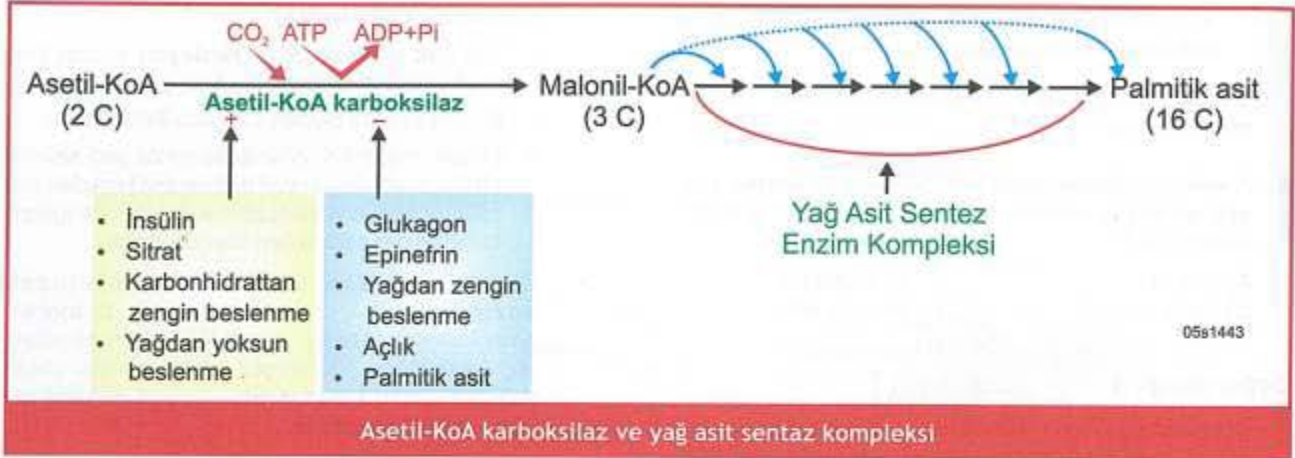 CO₂ ATP ADP+Pi
Asetil-KoA
(2 C)
Asetil-KoA karboksilaz
+
Malonil-KoA
(3 C)
Palmitik asit
(16 C)
• İnsülin
• Sitrat
• Karbonhidrattan
zengin beslenme
• Yağdan yoksun
beslenme
• Glukagon
• Epinefrin
• Yağdan zengin
beslenme
• Açlık
• Palmitik asit
Yağ Asit Sentez
Enzim Kompleksi
05s1443
Asetil-KoA karboksilaz ve yağ asit sentaz kompleksi